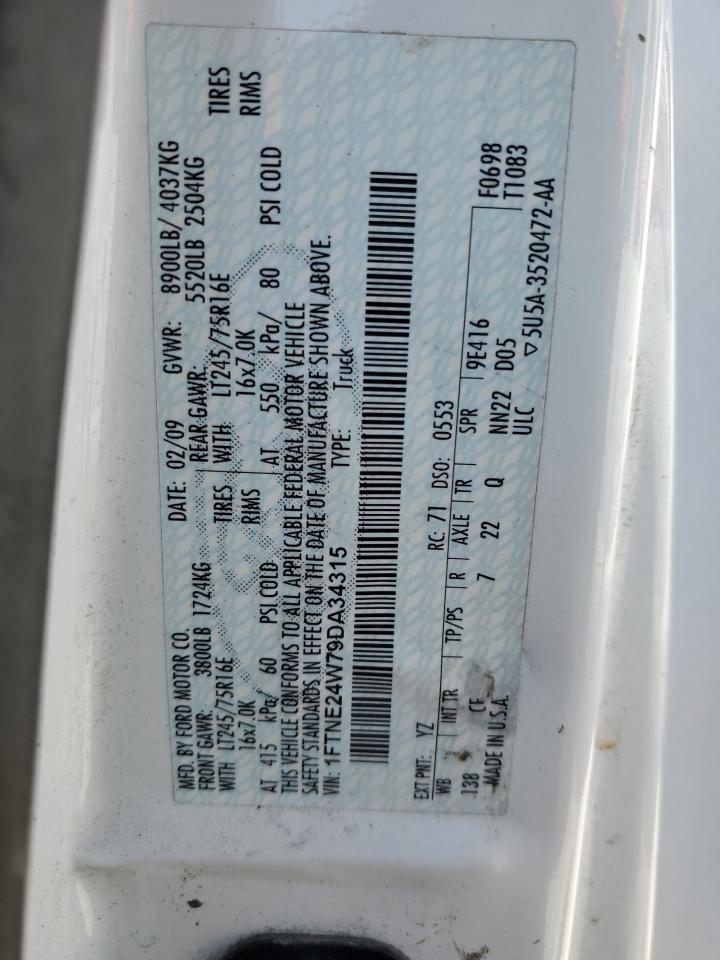 MFD. BY FORD MOTOR CO. DATE: 02/09 GVWR: 8900LB/ 4037KG
FRONT GAWR: 3800LB 1724KG REAR GAWR: 5520LB 2504KG
WITH LT245/75R16E TIRES WITH LT245/75R16E TIRES
16x7.0K RIMS 16x7.0K RIMS
AT 415 kPa/ 60 PSI COLD AT 550 kPa/ 80 PSI COLD
THIS VEHICLE CONFORMS TO ALL APPLICABLE FEDERAL MOTOR VEHICLE
SAFETY STANDARDS IN EFFECT ON THE DATE OF MANUFACTURE SHOWN ABOVE.
VIN: 1FTNE24W79DA34315 TYPE: Truck
F0698
EXT PNT: YZ RC: 71 DSO: 0553 T1083
WB INT TR TP/PS R AXLE TR SPR 9E416
138 CE 7 22 Q NN22 D05
MADE IN U.S.A. ULC
▽5U5A-3520472-AA